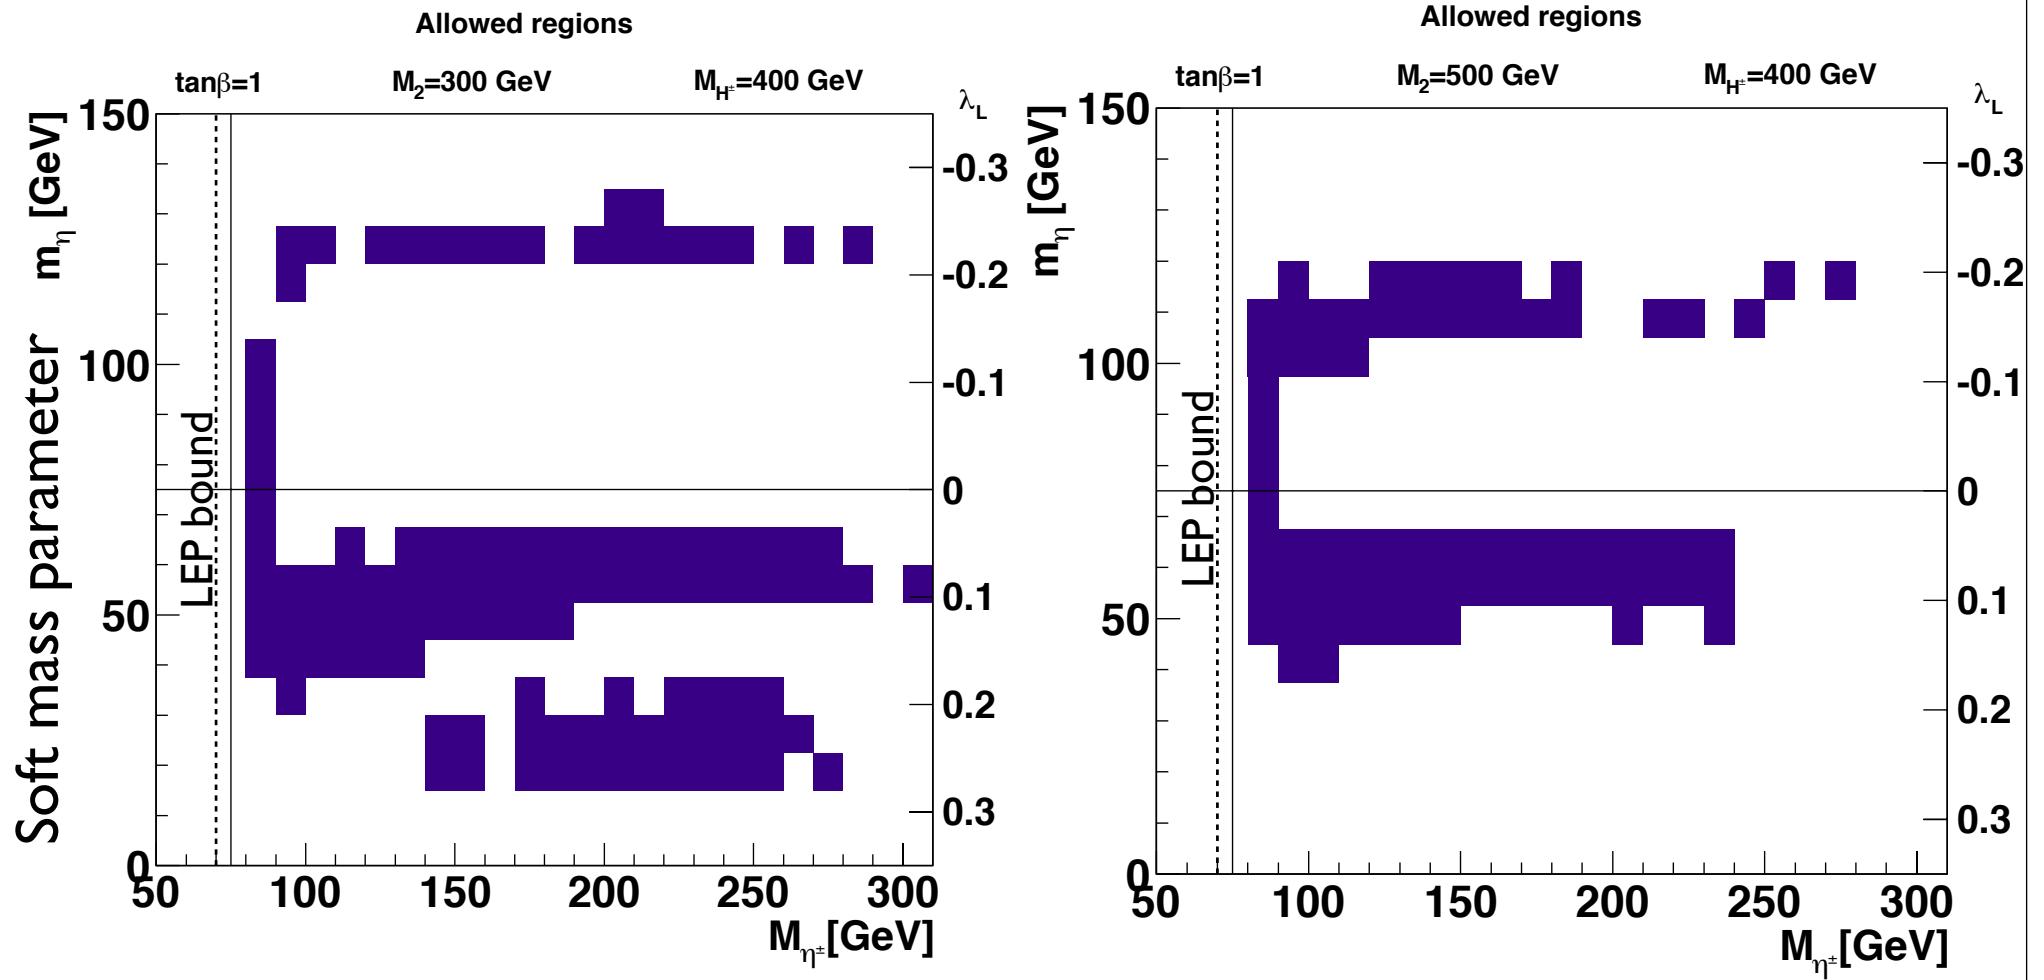 Allowed regions
tanβ=1 M₂=300 GeV M_H±=400 GeV
Soft mass parameter m_η [GeV]
150
100
50
0
LEP bound
λ_L
-0.3
-0.2
-0.1
0
0.1
0.2
0.3
50 100 150 200 250 300
M_η± [GeV]
Allowed regions
tanβ=1 M₂=500 GeV M_H±=400 GeV
m_η [GeV]
150
100
50
0
LEP bound
λ_L
-0.3
-0.2
-0.1
0
0.1
0.2
0.3
50 100 150 200 250 300
M_η± [GeV]